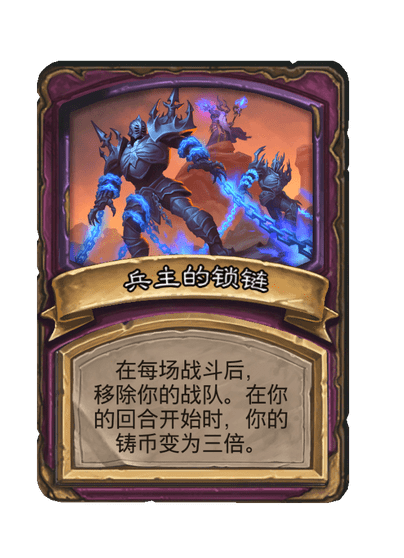 兵主的锁链
在每场战斗后，
移除你的战队。在你
的回合开始时，你的
铸币变为三倍。